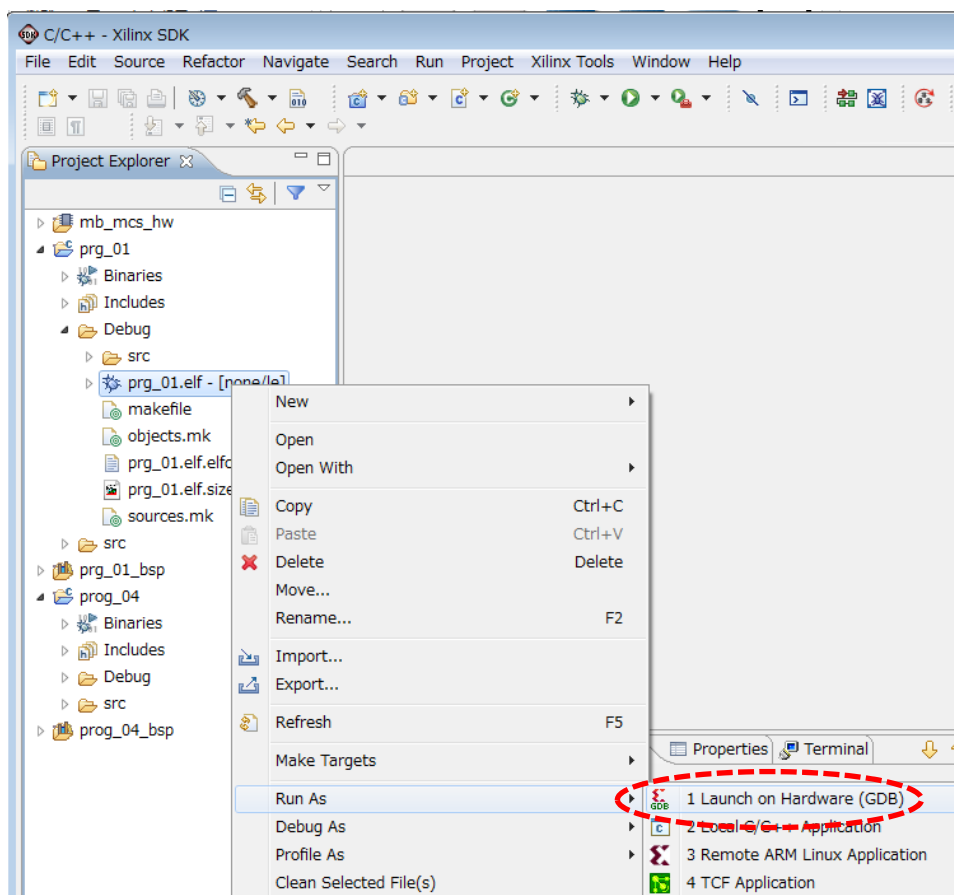 C/C++ - Xilinx SDK
File Edit Source Refactor Navigate Search Run Project Xilinx Tools Window Help
Project Explorer
mb_mcs_hw
prg_01
Binaries
Includes
Debug
src
prg_01.elf - [none/le]
makefile
objects.mk
prg_01.elf.elfc
prg_01.elf.size
sources.mk
src
prg_01_bsp
prog_04
Binaries
Includes
Debug
src
prog_04_bsp
New
Open
Open With
Copy Ctrl+C
Paste Ctrl+V
Delete Delete
Move...
Rename... F2
Import...
Export...
Refresh F5
Make Targets
Run As
Debug As
Profile As
Clean Selected File(s)
Properties Terminal
1 Launch on Hardware (GDB)
2 Local C/C++ Application
3 Remote ARM Linux Application
4 TCF Application